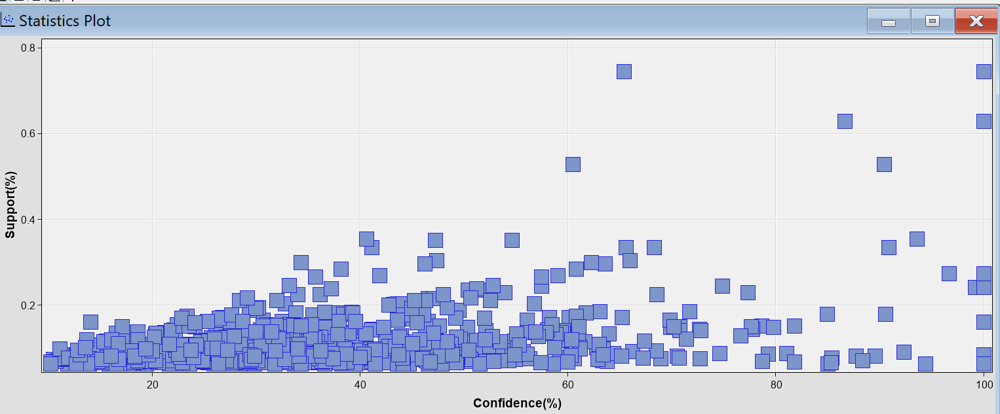 Statistics Plot
0.8
0.6
0.4
0.2
Support(%)
20 40 60 80 100
Confidence(%)